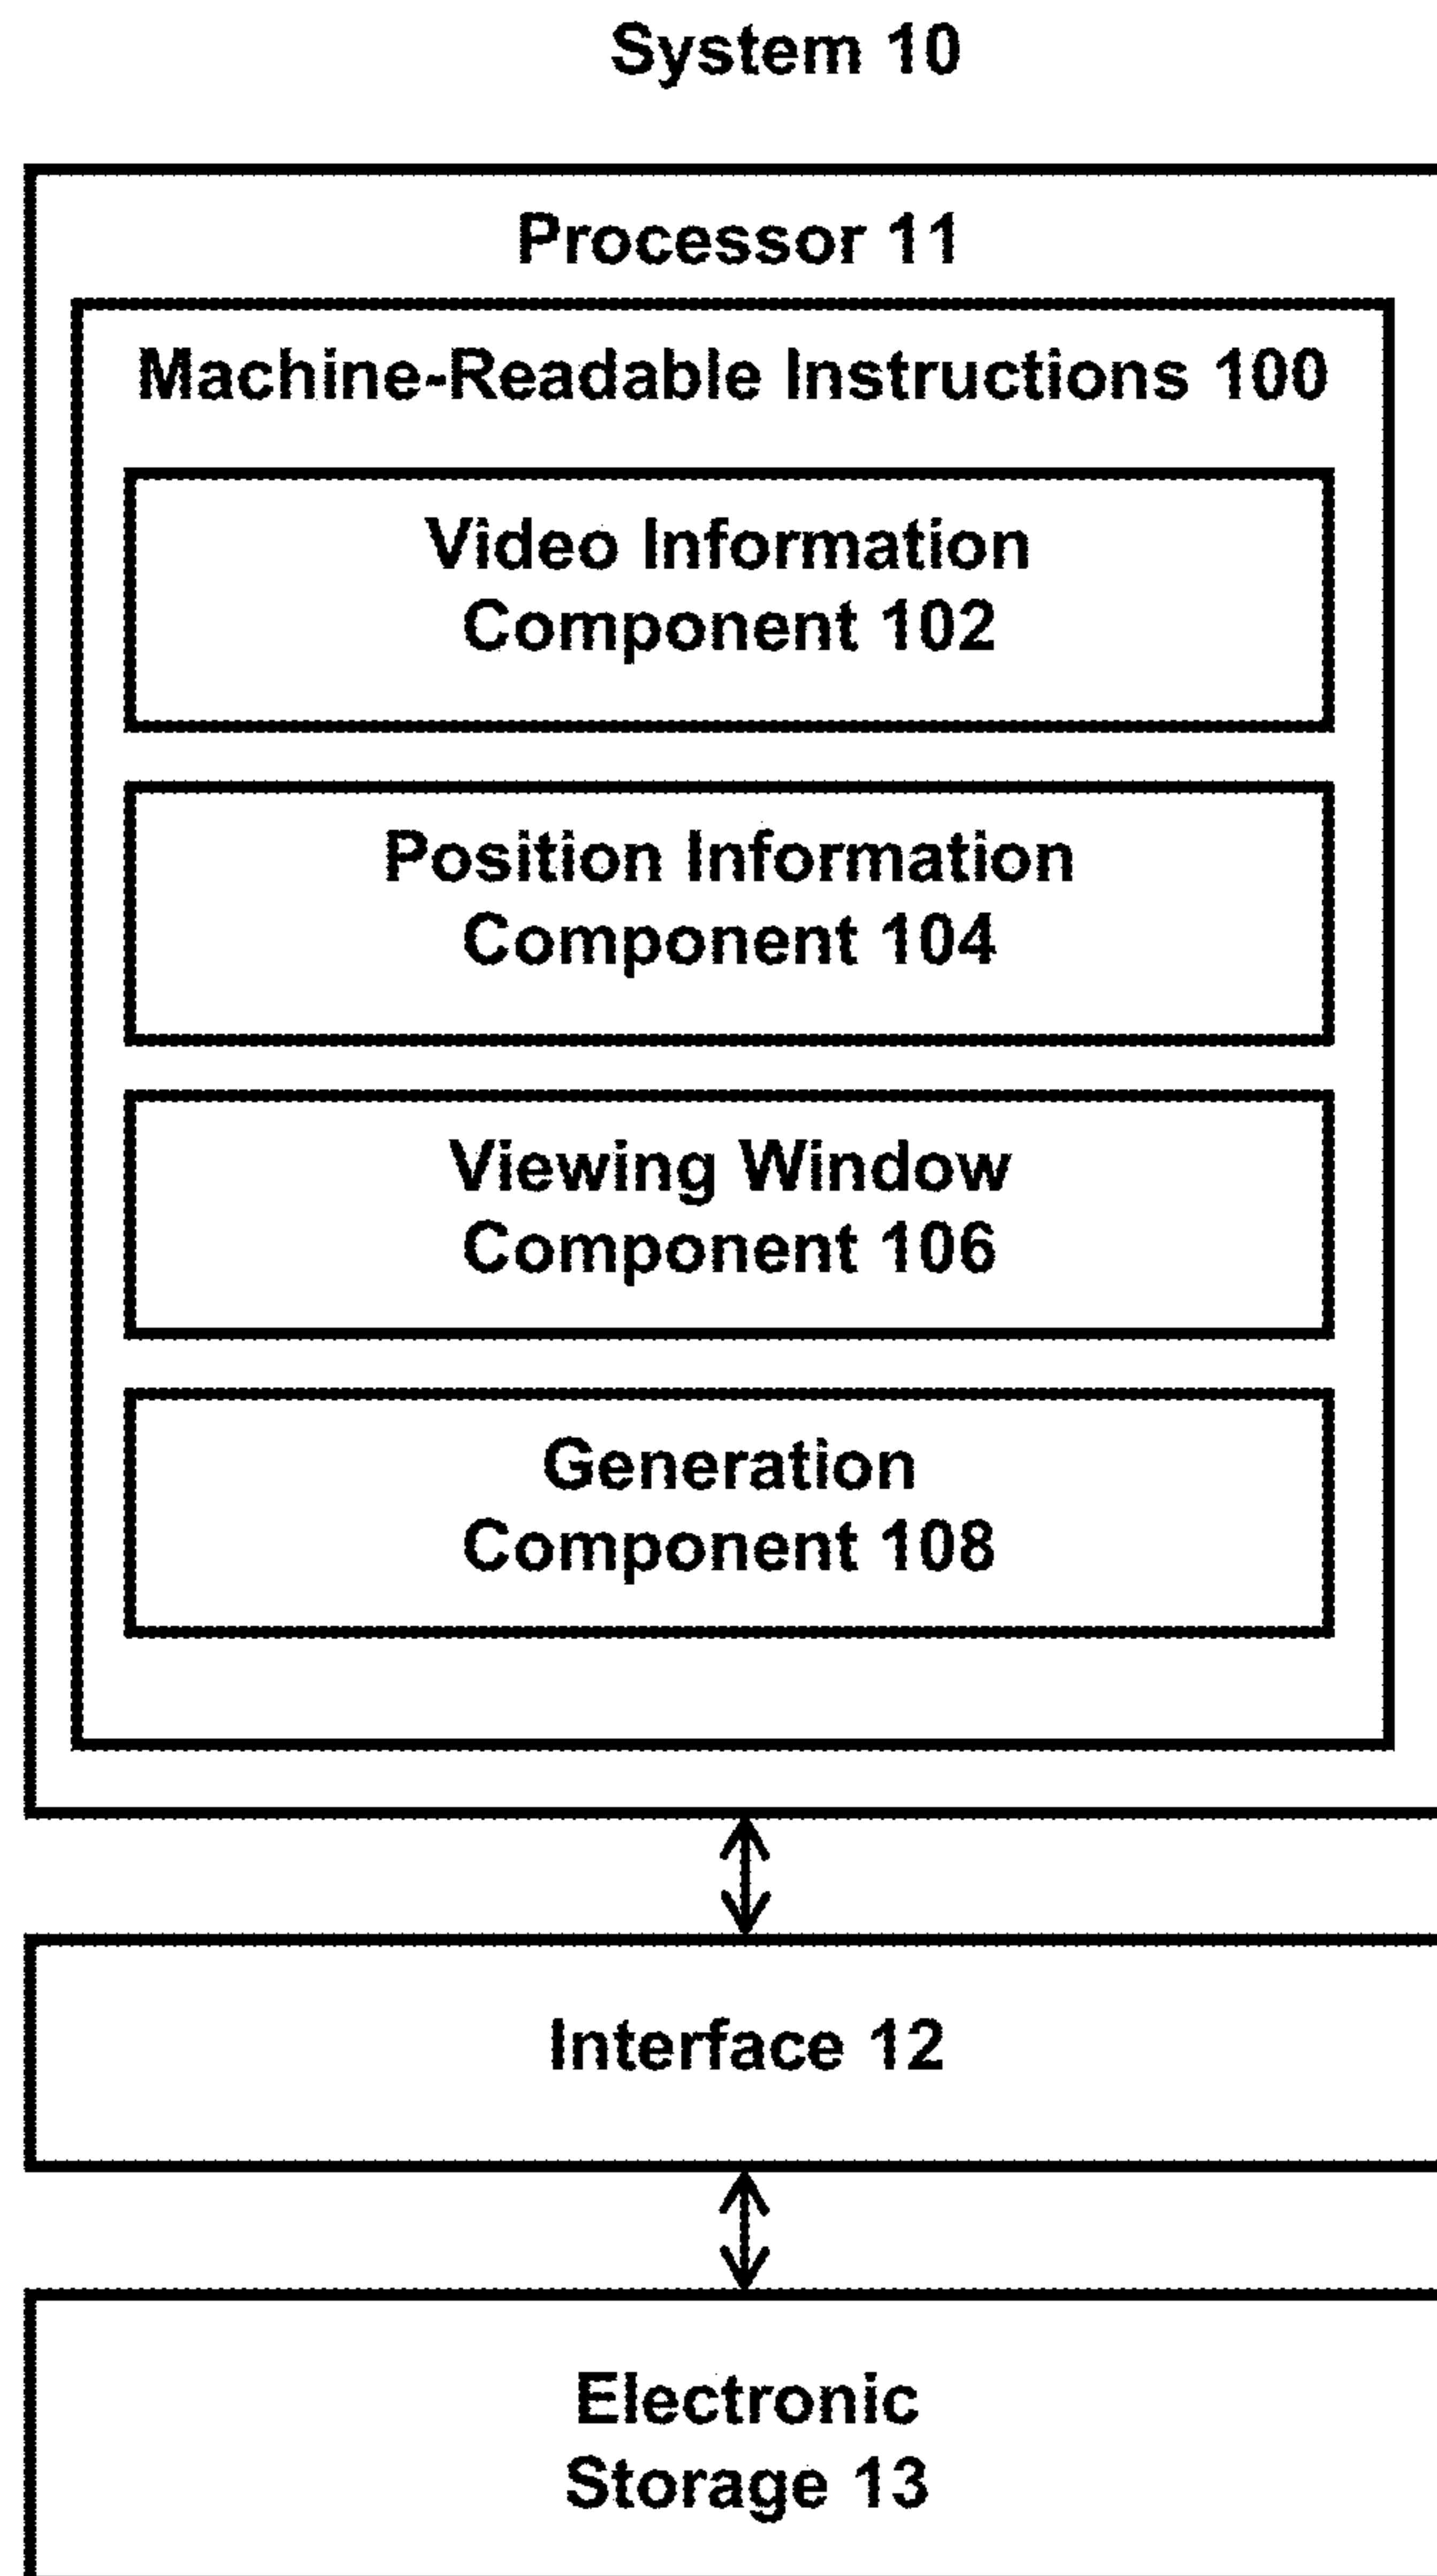 System 10
Processor 11
Machine-Readable Instructions 100
Video Information
Component 102
Position Information
Component 104
Viewing Window
Component 106
Generation
Component 108
Interface 12
Electronic
Storage 13